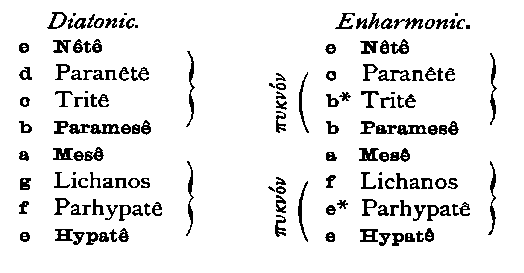 Diatonic. Enharmonic.
e Nêtê e Nêtê
d Paranêtê c Paranêtê
c Tritê b* Tritê
b Paramesê b Paramesê
πυκνόν
a Mesê a Mesê
g Lichanos f Lichanos
f Parhypatê e* Parhypatê
e Hypatê e Hypatê
πυκνόν